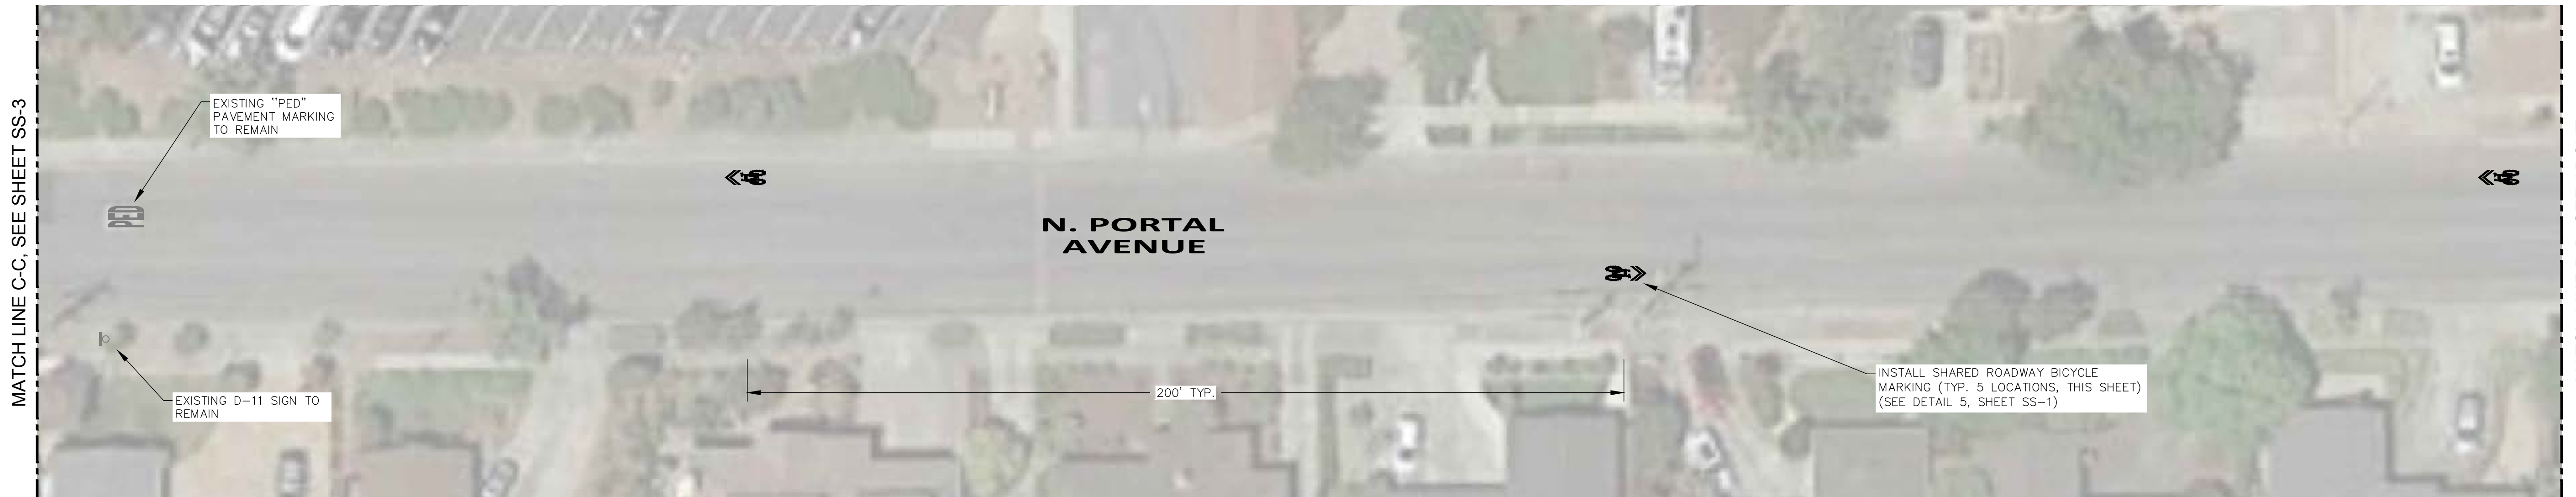 MATCH LINE C-C, SEE SHEET SS-3
EXISTING "PED"
PAVEMENT MARKING
TO REMAIN
PED
N. PORTAL
AVENUE
EXISTING D-11 SIGN TO
REMAIN
200' TYP.
INSTALL SHARED ROADWAY BICYCLE
MARKING (TYP. 5 LOCATIONS, THIS SHEET)
(SEE DETAIL 5, SHEET SS-1)